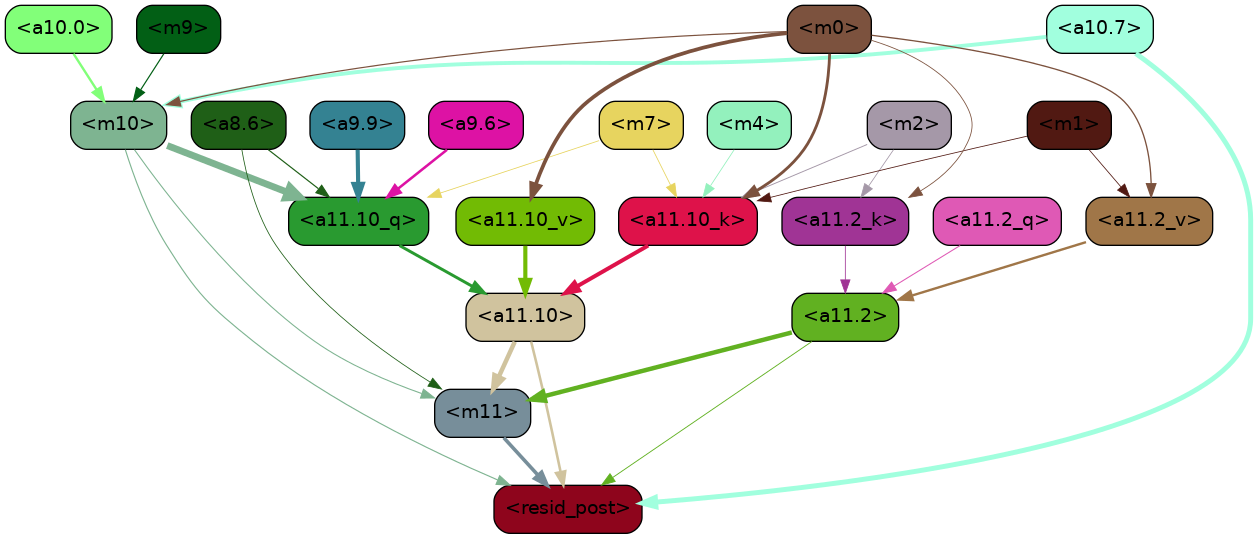 <a10.0> <m9> <m0> <a10.7>
<m10> <a8.6> <a9.9> <a9.6> <m7> <m4> <m2> <m1>
<a11.10_q> <a11.10_v> <a11.10_k> <a11.2_k> <a11.2_q> <a11.2_v>
<a11.10> <a11.2>
<m11>
<resid_post>